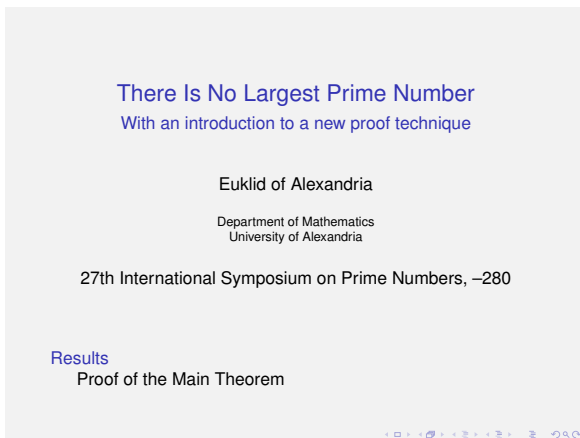 There Is No Largest Prime Number
With an introduction to a new proof technique
Euklid of Alexandria
Department of Mathematics
University of Alexandria
27th International Symposium on Prime Numbers, –280
Results
Proof of the Main Theorem